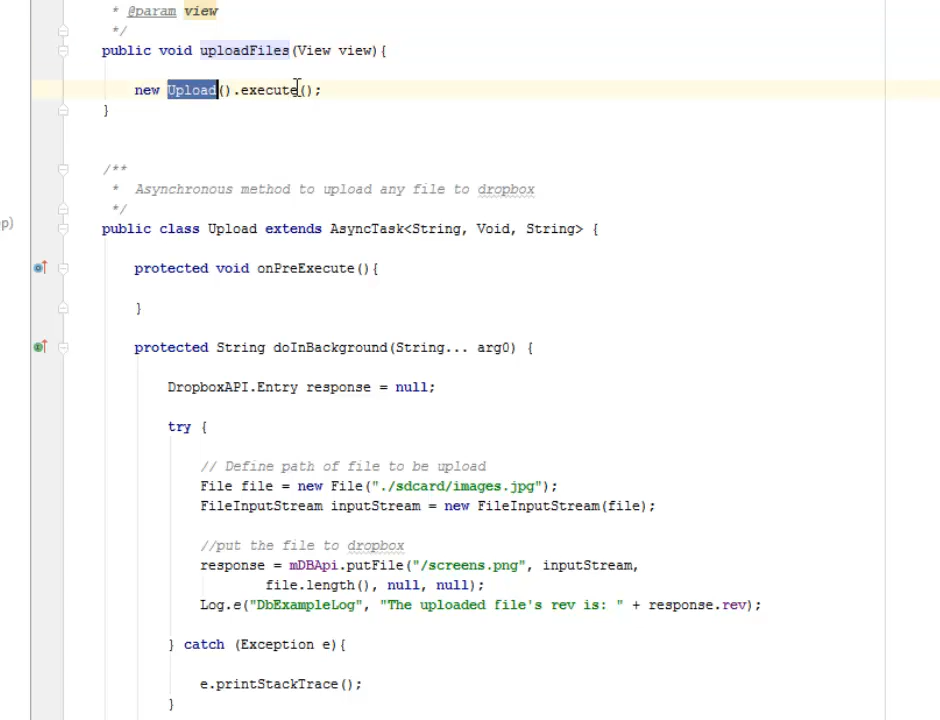 * @param view
*/
public void uploadFiles(View view){
new Upload().execute();
}
/**
* Asynchronous method to upload any file to dropbox
*/
p)
public class Upload extends AsyncTask<String, Void, String> {
protected void onPreExecute(){
}
protected String doInBackground(String... arg0) {
DropboxAPI.Entry response = null;
try {
// Define path of file to be upload
File file = new File("./sdcard/images.jpg");
FileInputStream inputStream = new FileInputStream(file);
//put the file to dropbox
response = mDBApi.putFile("/screens.png", inputStream,
file.length(), null, null);
Log.e("DbExampleLog", "The uploaded file's rev is: " + response.rev);
} catch (Exception e){
e.printStackTrace();
}